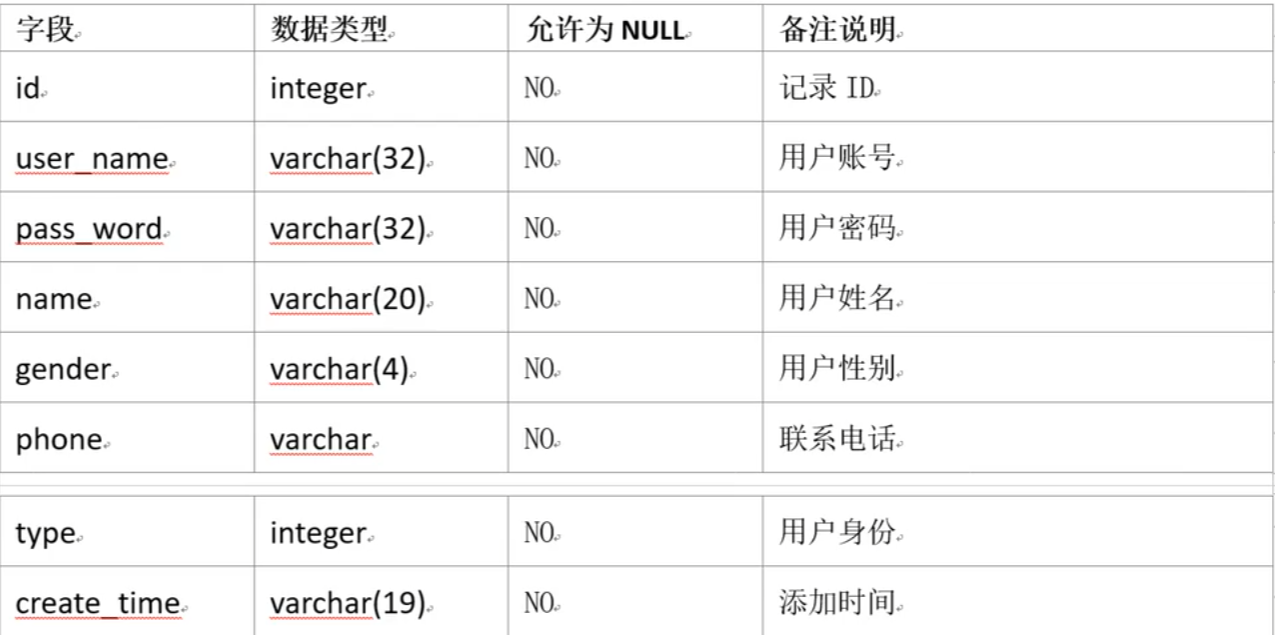 字段 数据类型 允许为 NULL 备注说明
id integer NO 记录 ID
user_name varchar(32) NO 用户账号
pass_word varchar(32) NO 用户密码
name varchar(20) NO 用户姓名
gender varchar(4) NO 用户性别
phone varchar NO 联系电话
type integer NO 用户身份
create_time varchar(19) NO 添加时间